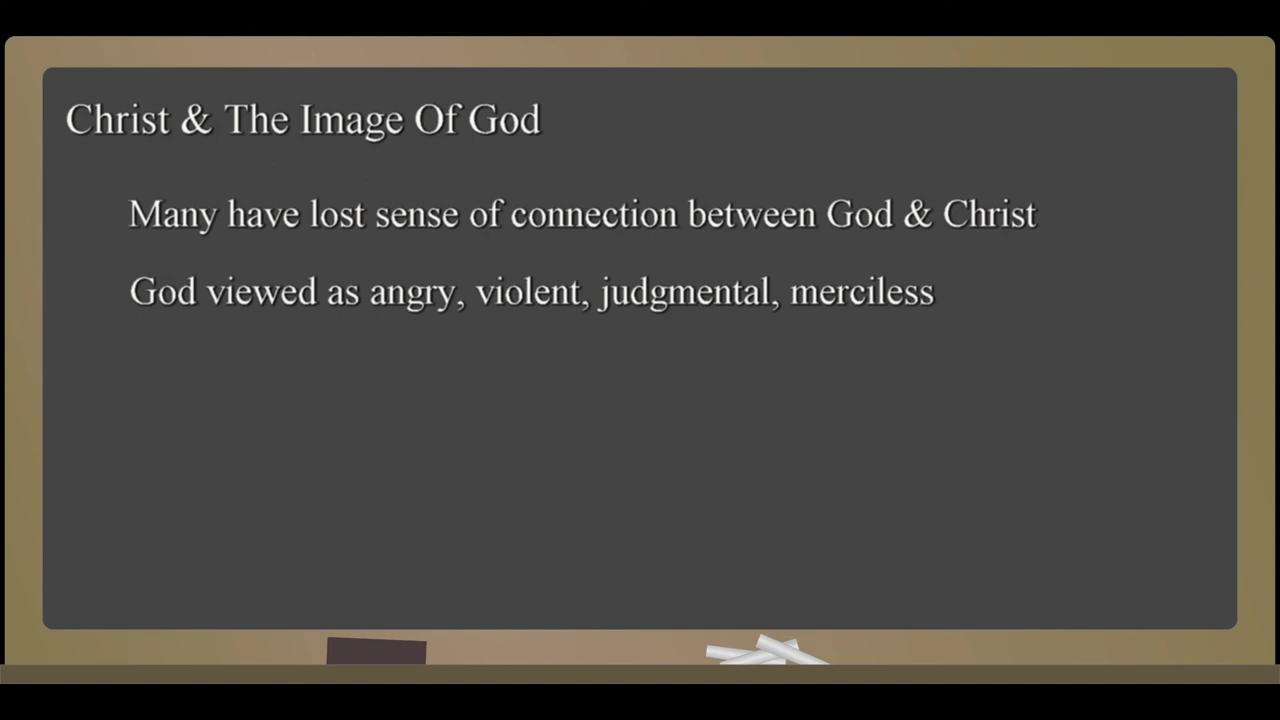 Christ & The Image Of God
Many have lost sense of connection between God & Christ
God viewed as angry, violent, judgmental, merciless